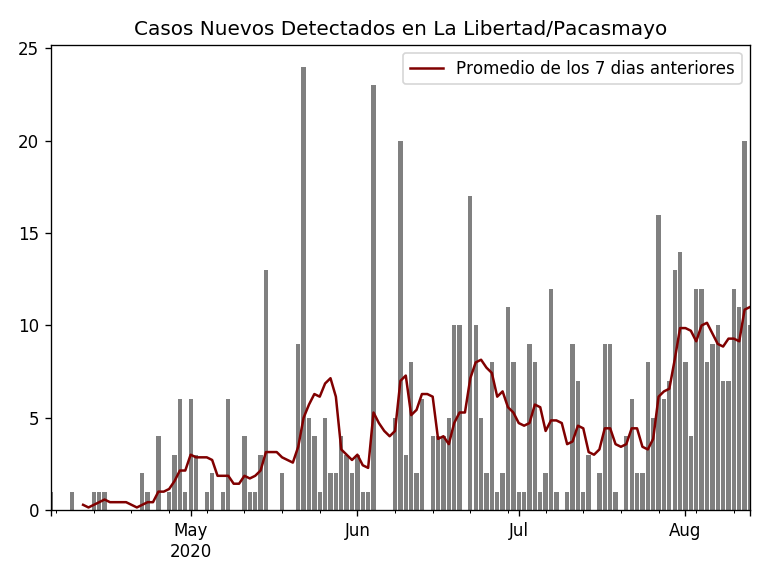 Casos Nuevos Detectados en La Libertad/Pacasmayo
Promedio de los 7 dias anteriores
25
20
15
10
5
0
May
2020
Jun
Jul
Aug